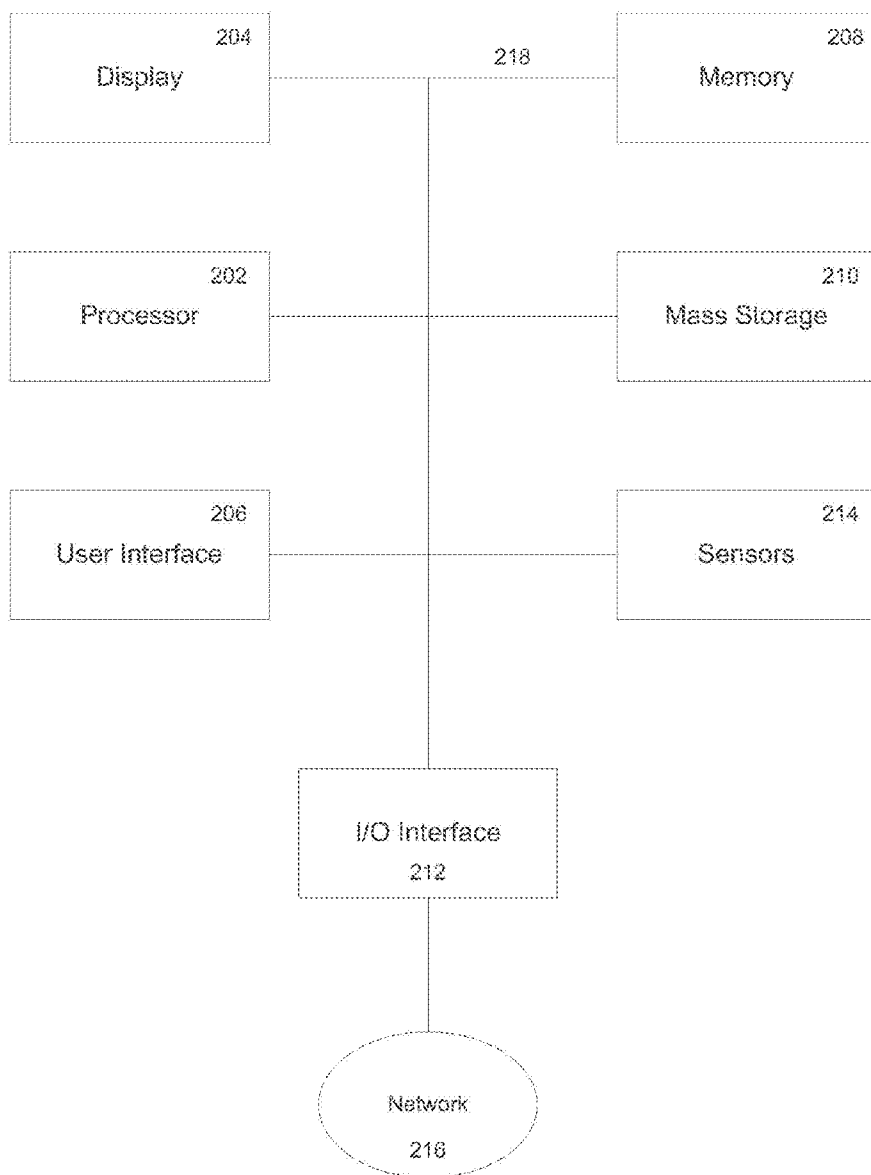 204
Display
218
208
Memory
202
Processor
210
Mass Storage
206
User Interface
214
Sensors
I/O Interface
212
Network
216